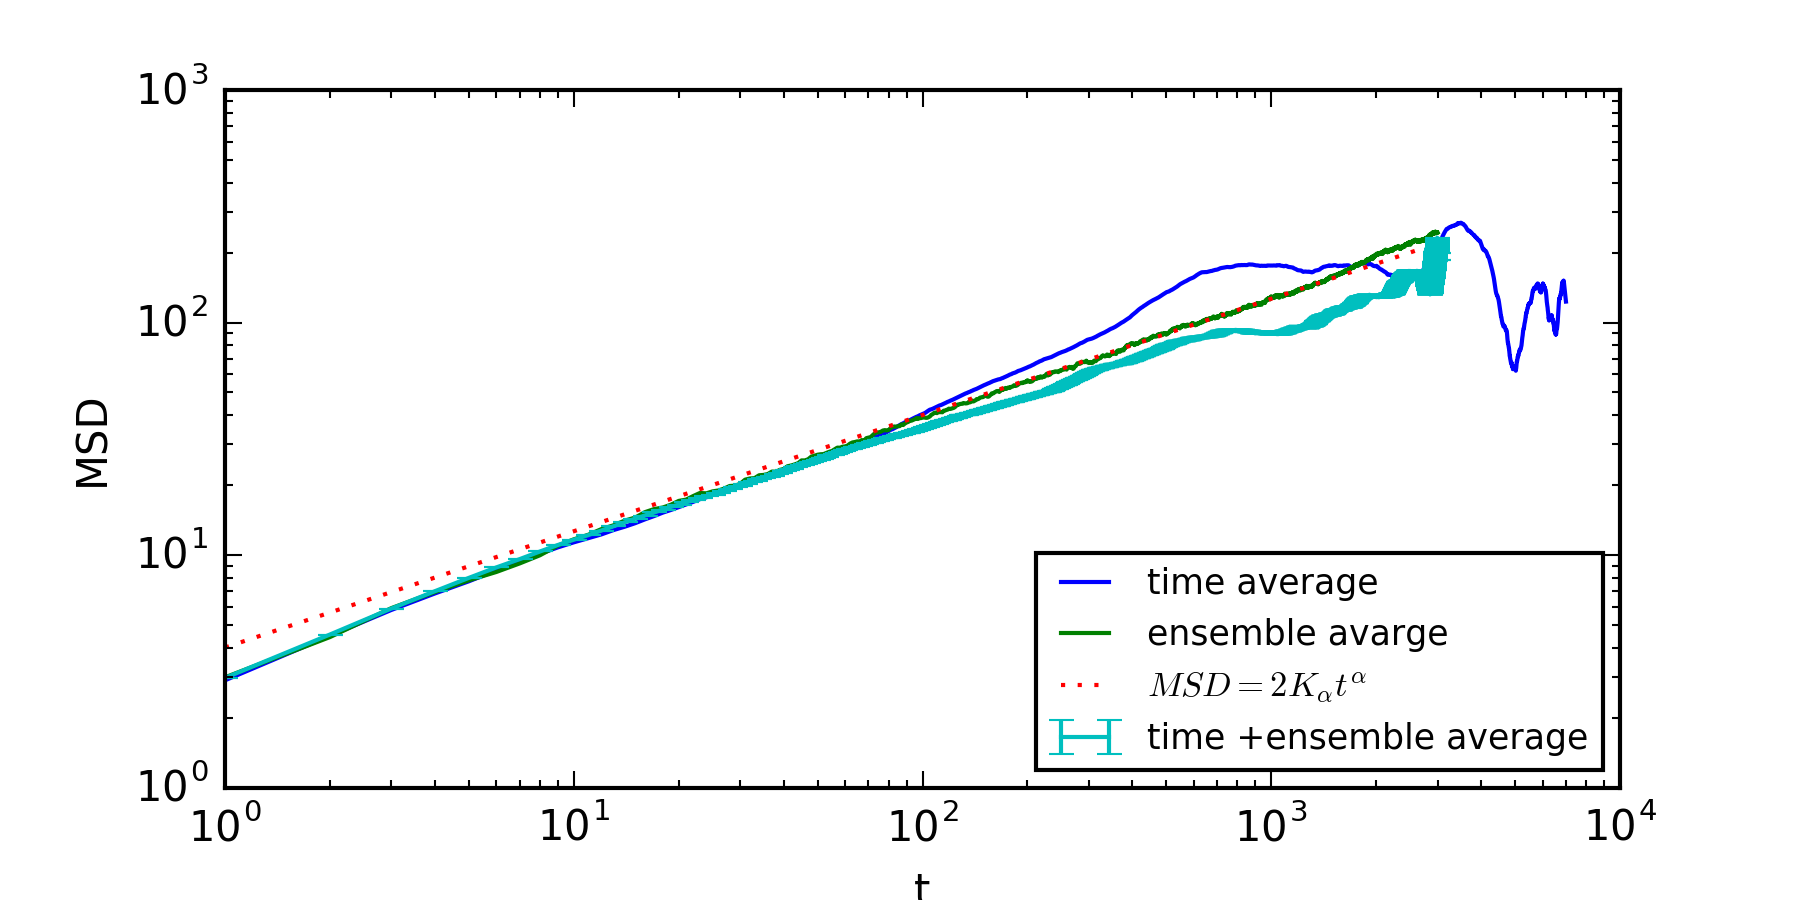 10³
10²
10¹
10⁰
MSD
10⁰ 10¹ 10² 10³ 10⁴
t
time average
ensemble avarge
MSD = 2K_α t^α
time +ensemble average